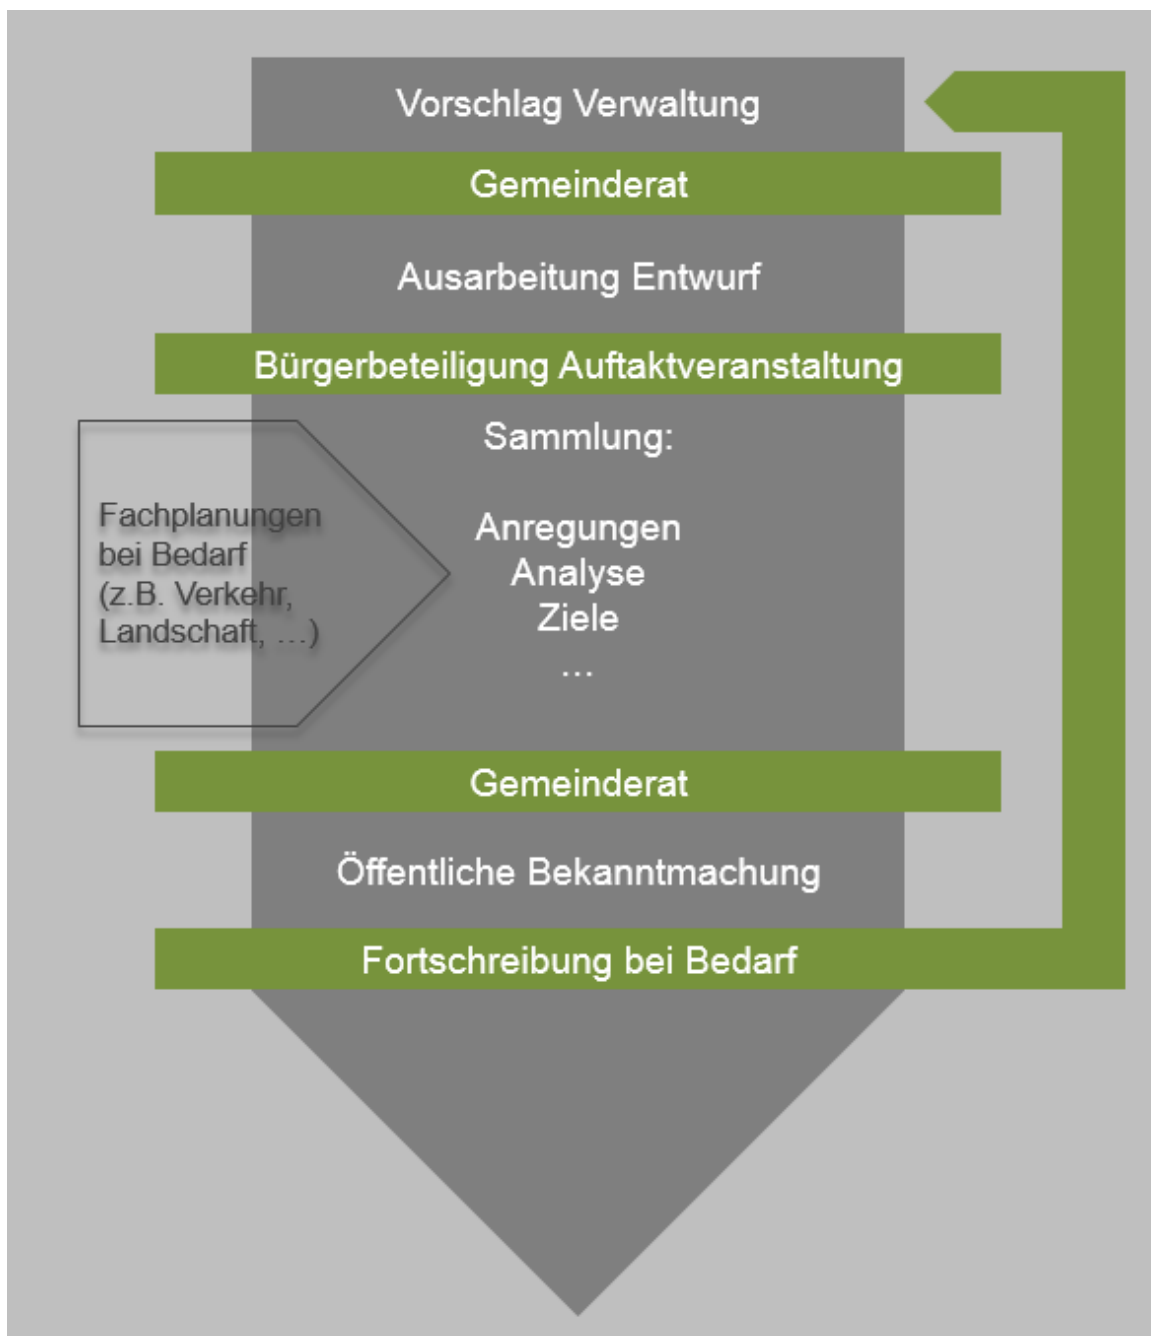 Vorschlag Verwaltung
Gemeinderat
Ausarbeitung Entwurf
Bürgerbeteiligung Auftaktveranstaltung
Sammlung:
Anregungen
Analyse
Ziele
...
Fachplanungen
bei Bedarf
(z.B. Verkehr,
Landschaft, ...)
Gemeinderat
Öffentliche Bekanntmachung
Fortschreibung bei Bedarf